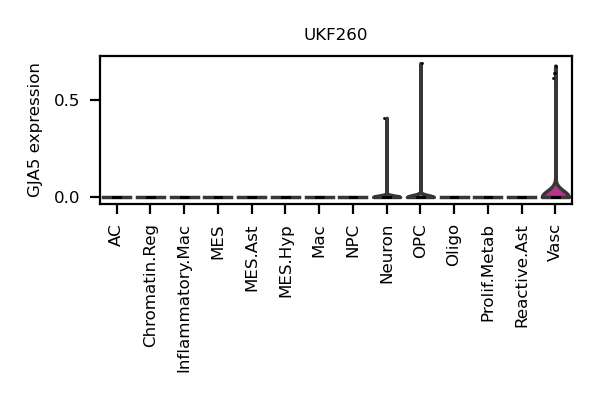 UKF260
GJA5 expression
0.5
0.0
AC
Chromatin.Reg
Inflammatory.Mac
MES
MES.Ast
MES.Hyp
Mac
NPC
Neuron
OPC
Oligo
Prolif.Metab
Reactive.Ast
Vasc